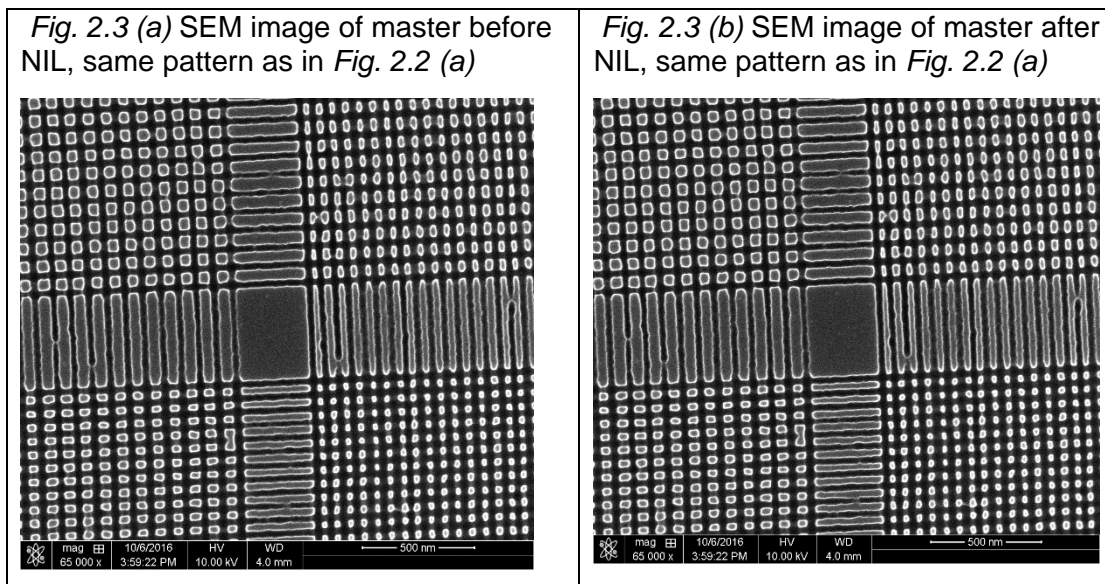 Fig. 2.3 (a) SEM image of master before
NIL, same pattern as in Fig. 2.2 (a)
mag 10/6/2016 HV WD 500 nm
65 000 x 3:59:22 PM 10.00 kV 4.0 mm
Fig. 2.3 (b) SEM image of master after
NIL, same pattern as in Fig. 2.2 (a)
mag 10/6/2016 HV WD 500 nm
65 000 x 3:59:22 PM 10.00 kV 4.0 mm